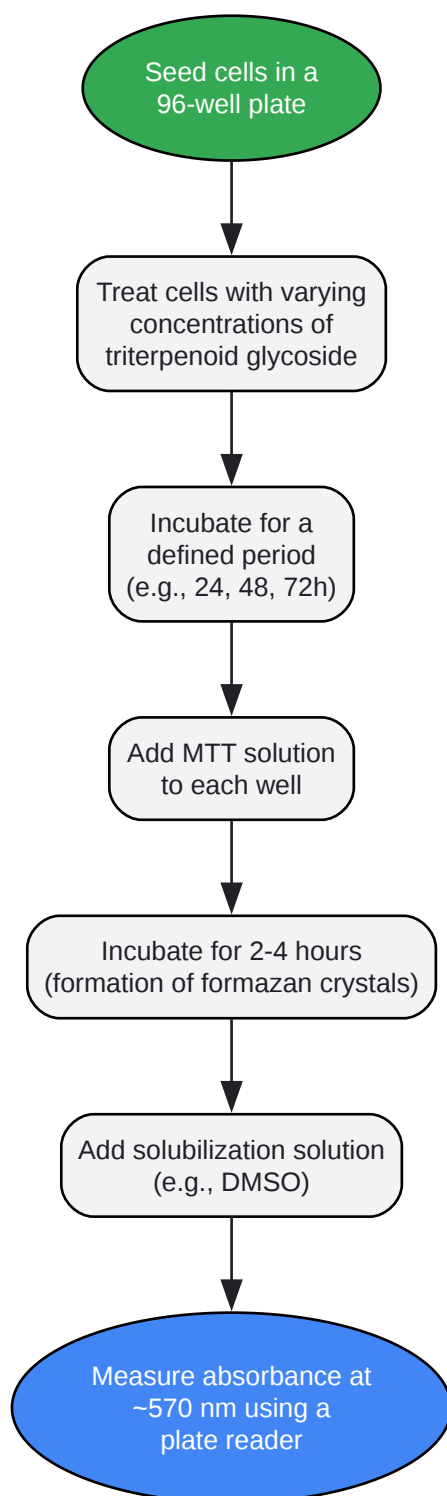 Seed cells in a
96-well plate
Treat cells with varying
concentrations of
triterpenoid glycoside
Incubate for a
defined period
(e.g., 24, 48, 72h)
Add MTT solution
to each well
Incubate for 2-4 hours
(formation of formazan crystals)
Add solubilization solution
(e.g., DMSO)
Measure absorbance at
~570 nm using a
plate reader